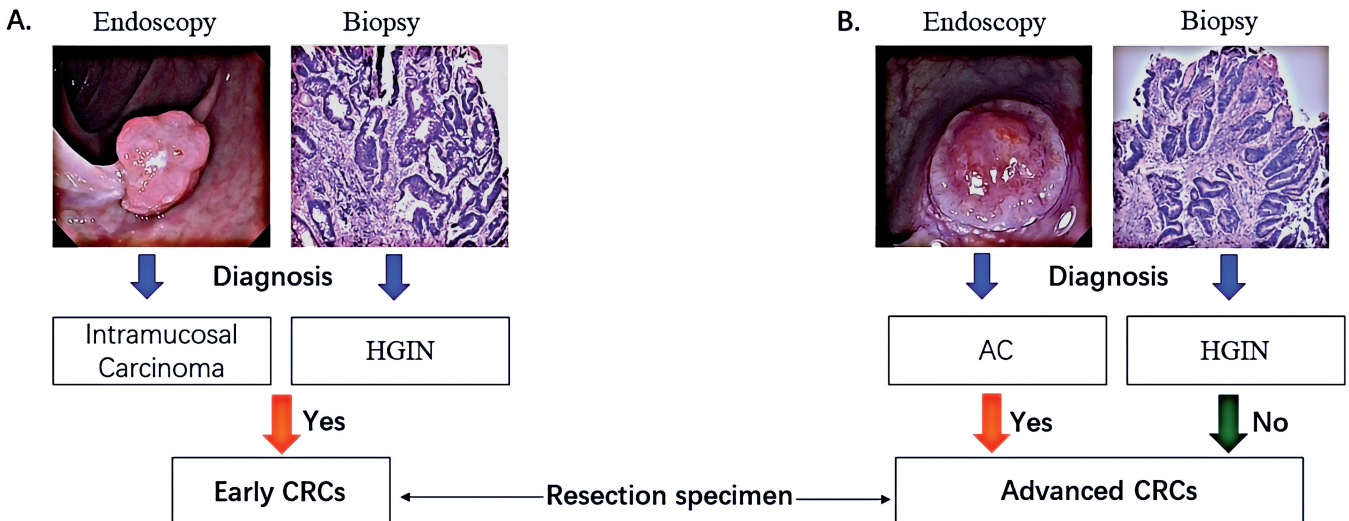 A.
Endoscopy
Biopsy
Diagnosis
Intramucosal
Carcinoma
HGIN
Yes
Early CRCs
Resection specimen
B.
Endoscopy
Biopsy
Diagnosis
AC
HGIN
Yes
No
Advanced CRCs